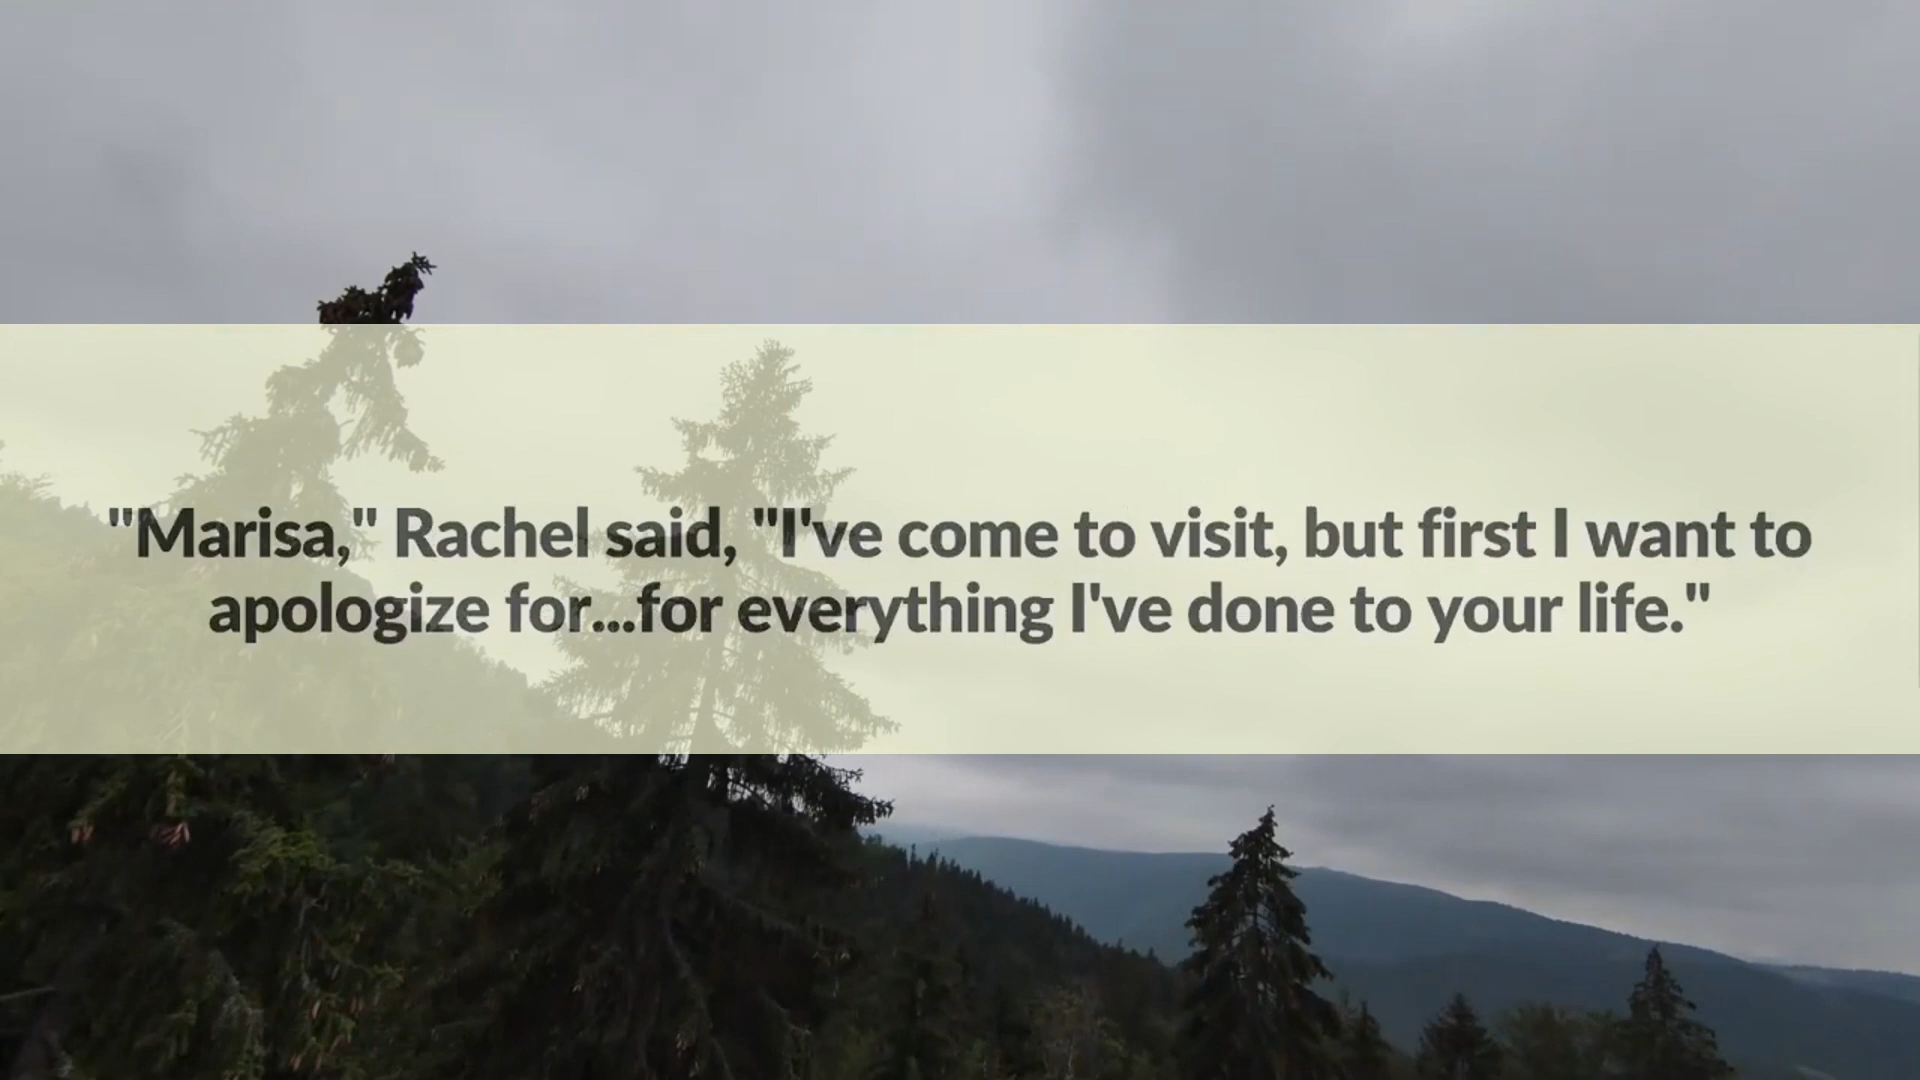 "Marisa," Rachel said, "I've come to visit, but first I want to
apologize for...for everything I've done to your life."